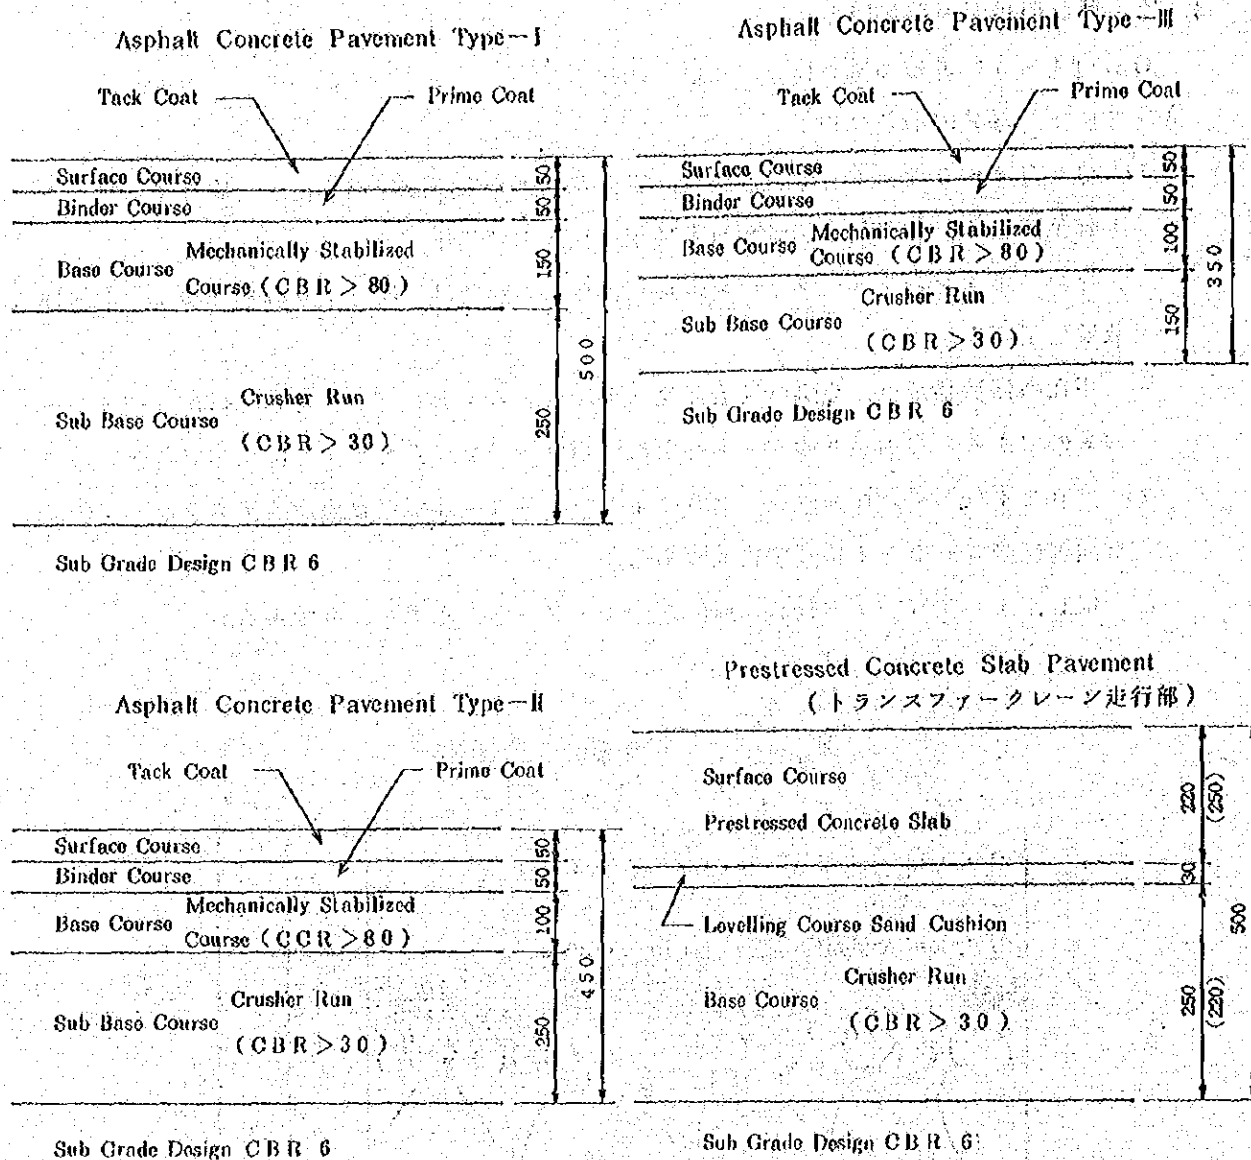 Asphalt Concrete Pavement Type-I
Tack Coat
Prime Coat
Surface Course
Binder Course
Base Course
Mechanically Stabilized
Course (CBR > 80)
Sub Base Course
Crusher Run
(CBR > 30)
50
50
150
250
500
Sub Grade Design CBR 6
Asphalt Concrete Pavement Type-III
Tack Coat
Prime Coat
Surface Course
Binder Course
Base Course
Mechanically Stabilized
Course (CBR > 80)
Sub Base Course
Crusher Run
(CBR > 30)
50
50
100
150
350
Sub Grade Design CBR 6
Asphalt Concrete Pavement Type-II
Tack Coat
Prime Coat
Surface Course
Binder Course
Base Course
Mechanically Stabilized
Course (CCR > 80)
Sub Base Course
Crusher Run
(CBR > 30)
50
50
100
250
450
Sub Grade Design CBR 6
Prestressed Concrete Slab Pavement
(トランスファークレーン走行部)
Surface Course
Prestressed Concrete Slab
Levelling Course Sand Cushion
Base Course
Crusher Run
(CBR > 30)
220
(250)
30
250
(220)
500
Sub Grade Design CBR 6